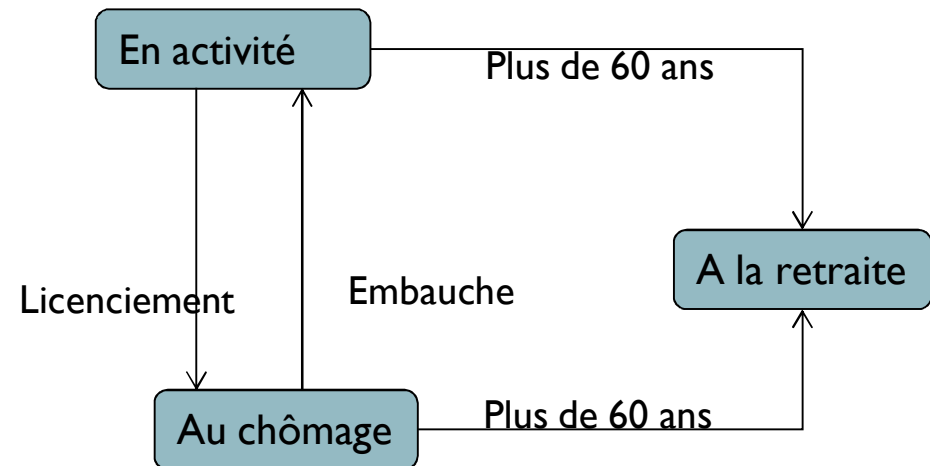 En activité
Plus de 60 ans
A la retraite
Licenciement
Embauche
Au chômage
Plus de 60 ans